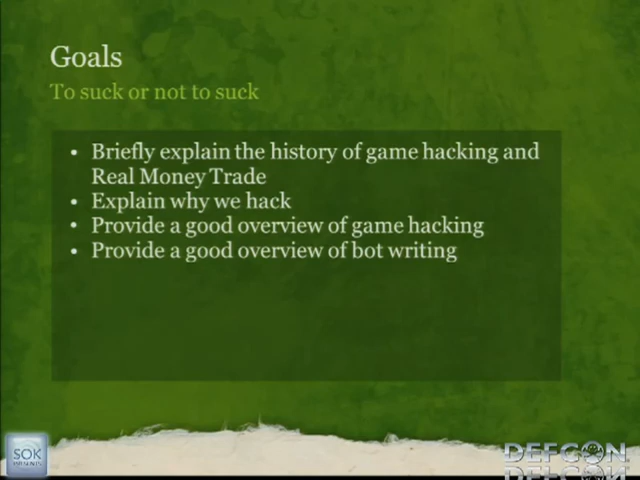 Goals
To suck or not to suck
• Briefly explain the history of game hacking and
Real Money Trade
• Explain why we hack
• Provide a good overview of game hacking
• Provide a good overview of bot writing
SOK
DEFCON